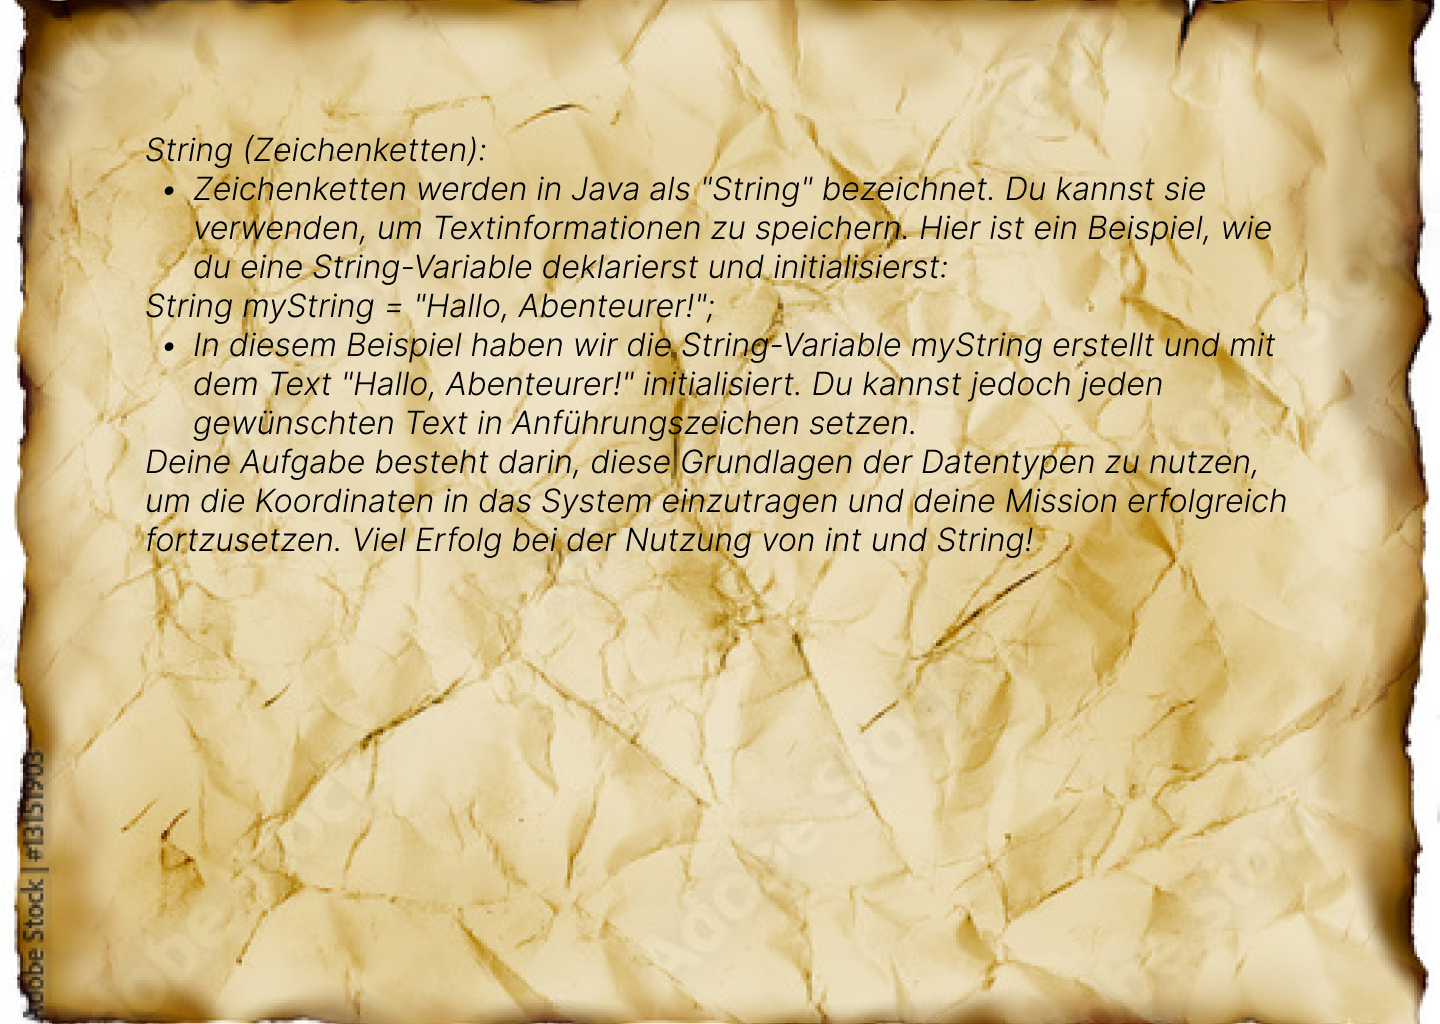 String (Zeichenketten):
• Zeichenketten werden in Java als "String" bezeichnet. Du kannst sie
verwenden, um Textinformationen zu speichern. Hier ist ein Beispiel, wie
du eine String-Variable deklarierst und initialisierst:
String myString = "Hallo, Abenteurer!";
• In diesem Beispiel haben wir die String-Variable myString erstellt und mit
dem Text "Hallo, Abenteurer!" initialisiert. Du kannst jedoch jeden
gewünschten Text in Anführungszeichen setzen.
Deine Aufgabe besteht darin, diese Grundlagen der Datentypen zu nutzen,
um die Koordinaten in das System einzutragen und deine Mission erfolgreich
fortzusetzen. Viel Erfolg bei der Nutzung von int und String!
Adobe Stock | #13151903